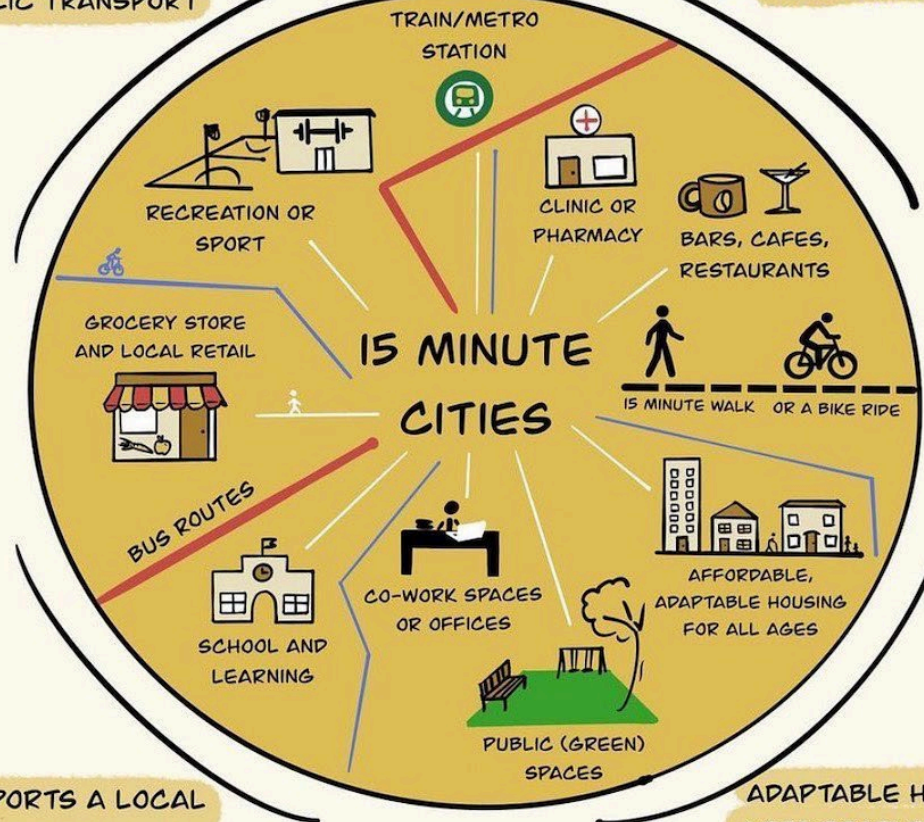 TRANSPORT
TRAIN/METRO
STATION
RECREATION OR
SPORT
CLINIC OR
PHARMACY
BARS, CAFES,
RESTAURANTS
GROCERY STORE
AND LOCAL RETAIL
15 MINUTE
CITIES
15 MINUTE WALK OR A BIKE RIDE
BUS ROUTES
SCHOOL AND
LEARNING
CO-WORK SPACES
OR OFFICES
AFFORDABLE,
ADAPTABLE HOUSING
FOR ALL AGES
PUBLIC (GREEN)
SPACES
PORTS A LOCAL
ADAPTABLE H